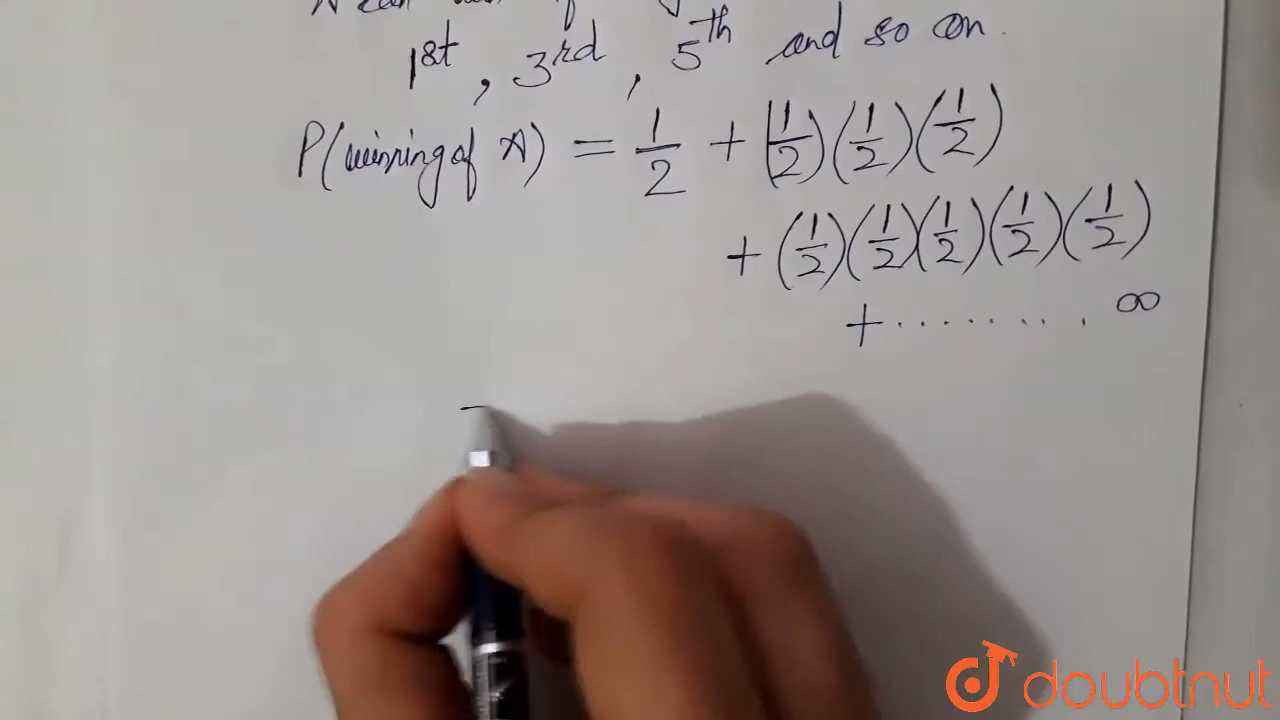 A can
1st, 3rd, 5th and so on.
P(winning of A) = 1/2 + (1/2)(1/2)(1/2)
+ (1/2)(1/2)(1/2)(1/2)(1/2)
+ ......... ∞
doubtnut